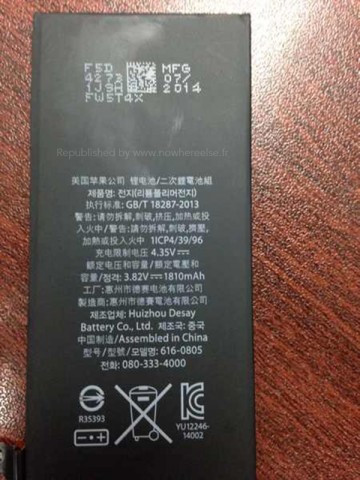 F5D
4273
1J9H
FW5T4X
MFG
07/
2014
Republished by www.nowhereelse.fr
美国苹果公司 锂电池/二次鋰電池組
제품명: 전지(리튬폴리머전지)
执行标准: GB/T 18287-2013
警告: 请勿拆解,刺破,挤压,加热或投
入火中 /警告: 請勿拆解,刺破,擠壓,
加熱或投入火中 1ICP4/39/96
充电限制电压: 4.35V⎓
额定电压和容量/ 額定電壓和容
容量/정격: 3.82V⎓1810mAh
工厂: 惠州市德赛电池有限公司
製造商: 惠州市德賽電池有限公司
제조업체: Huizhou Desay
Battery Co., Ltd. 제조국: 중국
中国制造/Assembled in China
型号/型號/모델명: 616-0805
전화: 080-333-4000
R35393
YU12246-
14002